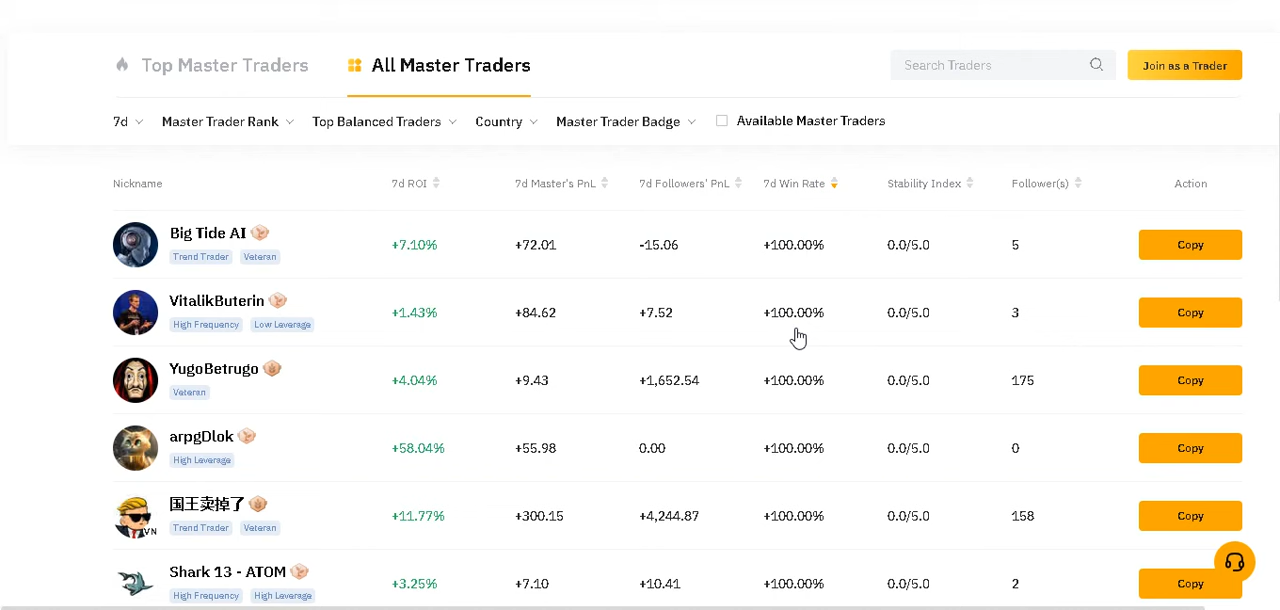 Top Master Traders All Master Traders Search Traders Join as a Trader
7d Master Trader Rank Top Balanced Traders Country Master Trader Badge Available Master Traders
Nickname 7d ROI 7d Master's PnL 7d Followers' PnL 7d Win Rate Stability Index Follower(s) Action
Big Tide AI
+7.10% +72.01 -15.06 +100.00% 0.0/5.0 5 Copy
Trend Trader Veteran
VitalikButerin
+1.43% +84.62 +7.52 +100.00% 0.0/5.0 3 Copy
High Frequency Low Leverage
YugoBetrugo
+4.04% +9.43 +1,652.54 +100.00% 0.0/5.0 175 Copy
Veteran
arpgDlok
+58.04% +55.98 0.00 +100.00% 0.0/5.0 0 Copy
High Leverage
国王卖掉了
+11.77% +300.15 +4,244.87 +100.00% 0.0/5.0 158 Copy
VN Trend Trader Veteran
Shark 13 - ATOM
+3.25% +7.10 +10.41 +100.00% 0.0/5.0 2 Copy
High Frequency High Leverage